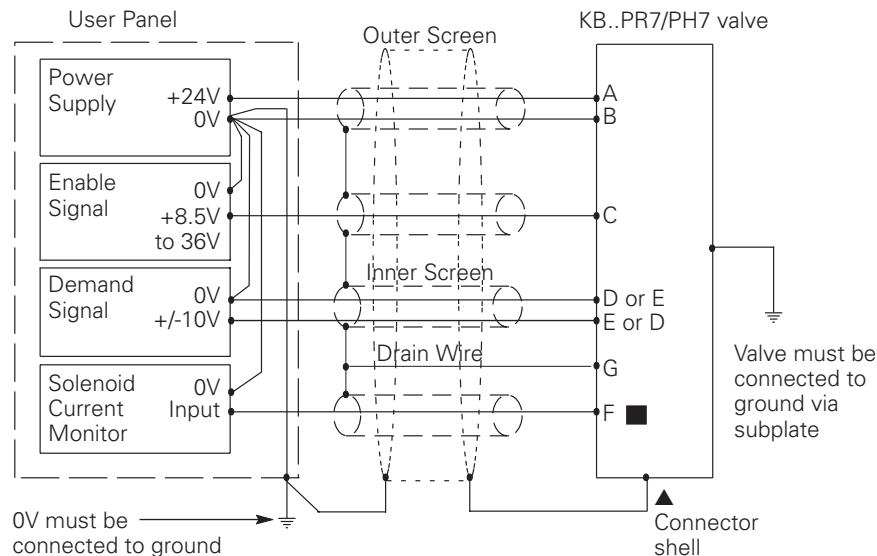 User Panel
Outer Screen
KB..PR7/PH7 valve
Power
Supply
+24V
0V
A
B
Enable
Signal
0V
+8.5V
to 36V
C
Inner Screen
Demand
Signal
0V
+/-10V
D or E
E or D
Drain Wire
G
Solenoid
Current
Monitor
0V
Input
F
Valve must be
connected to
ground via
subplate
0V must be
connected to ground
Connector
shell